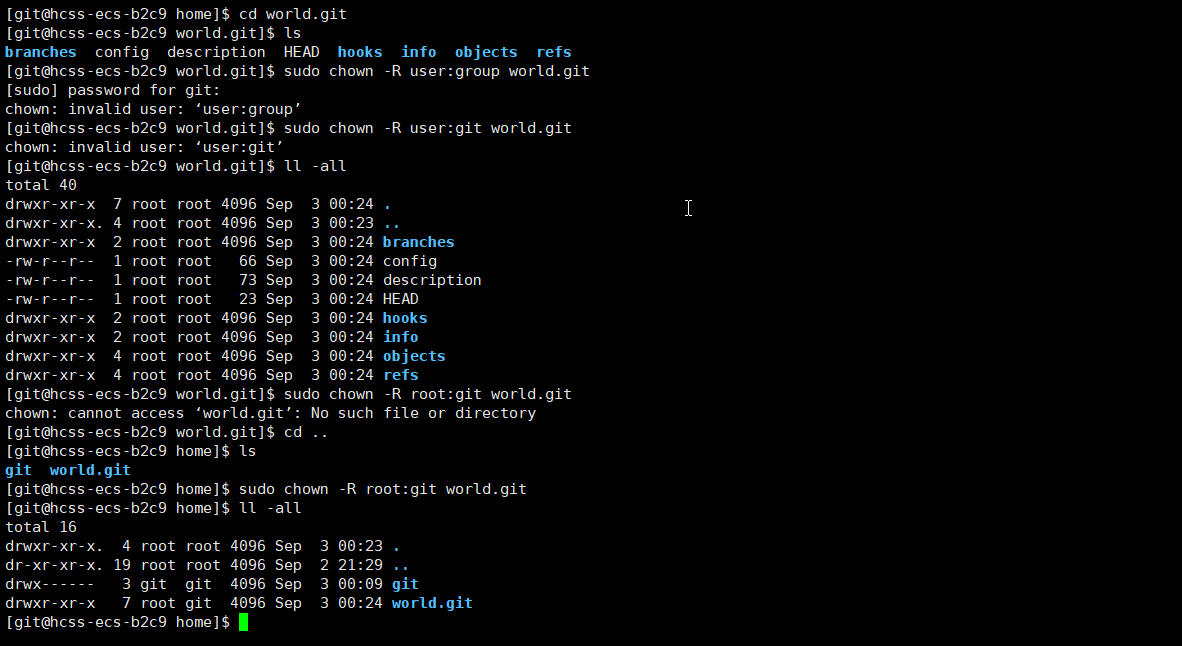 [git@hcss-ecs-b2c9 home]$ cd world.git
[git@hcss-ecs-b2c9 world.git]$ ls
branches  config  description  HEAD  hooks  info  objects  refs
[git@hcss-ecs-b2c9 world.git]$ sudo chown -R user:group world.git
[sudo] password for git:
chown: invalid user: ‘user:group’
[git@hcss-ecs-b2c9 world.git]$ sudo chown -R user:git world.git
chown: invalid user: ‘user:git’
[git@hcss-ecs-b2c9 world.git]$ ll -all
total 40
drwxr-xr-x  7 root root 4096 Sep  3 00:24 .
drwxr-xr-x. 4 root root 4096 Sep  3 00:23 ..
drwxr-xr-x  2 root root 4096 Sep  3 00:24 branches
-rw-r--r--  1 root root   66 Sep  3 00:24 config
-rw-r--r--  1 root root   73 Sep  3 00:24 description
-rw-r--r--  1 root root   23 Sep  3 00:24 HEAD
drwxr-xr-x  2 root root 4096 Sep  3 00:24 hooks
drwxr-xr-x  2 root root 4096 Sep  3 00:24 info
drwxr-xr-x  4 root root 4096 Sep  3 00:24 objects
drwxr-xr-x  4 root root 4096 Sep  3 00:24 refs
[git@hcss-ecs-b2c9 world.git]$ sudo chown -R root:git world.git
chown: cannot access ‘world.git’: No such file or directory
[git@hcss-ecs-b2c9 world.git]$ cd ..
[git@hcss-ecs-b2c9 home]$ ls
git  world.git
[git@hcss-ecs-b2c9 home]$ sudo chown -R root:git world.git
[git@hcss-ecs-b2c9 home]$ ll -all
total 16
drwxr-xr-x.  4 root root 4096 Sep  3 00:23 .
dr-xr-xr-x. 19 root root 4096 Sep  2 21:29 ..
drwx------   3 git  git  4096 Sep  3 00:09 git
drwxr-xr-x   7 root git  4096 Sep  3 00:24 world.git
[git@hcss-ecs-b2c9 home]$